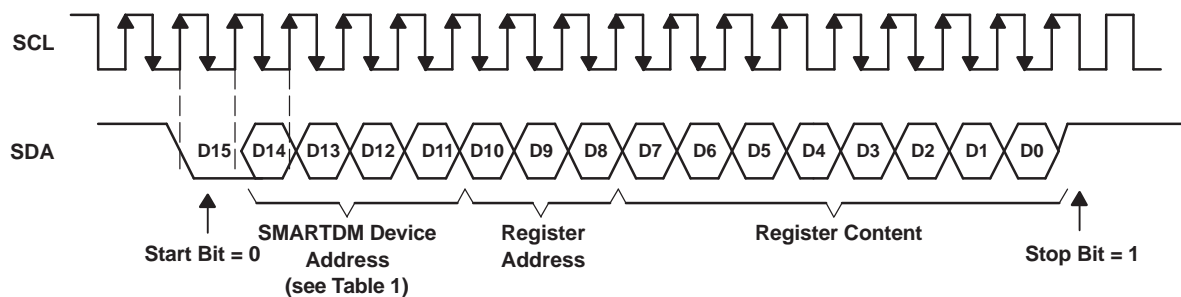 SCL
SDA
D15 D14 D13 D12 D11 D10 D9 D8 D7 D6 D5 D4 D3 D2 D1 D0
Start Bit = 0
SMARTDM Device
Address
(see Table 1)
Register
Address
Register Content
Stop Bit = 1